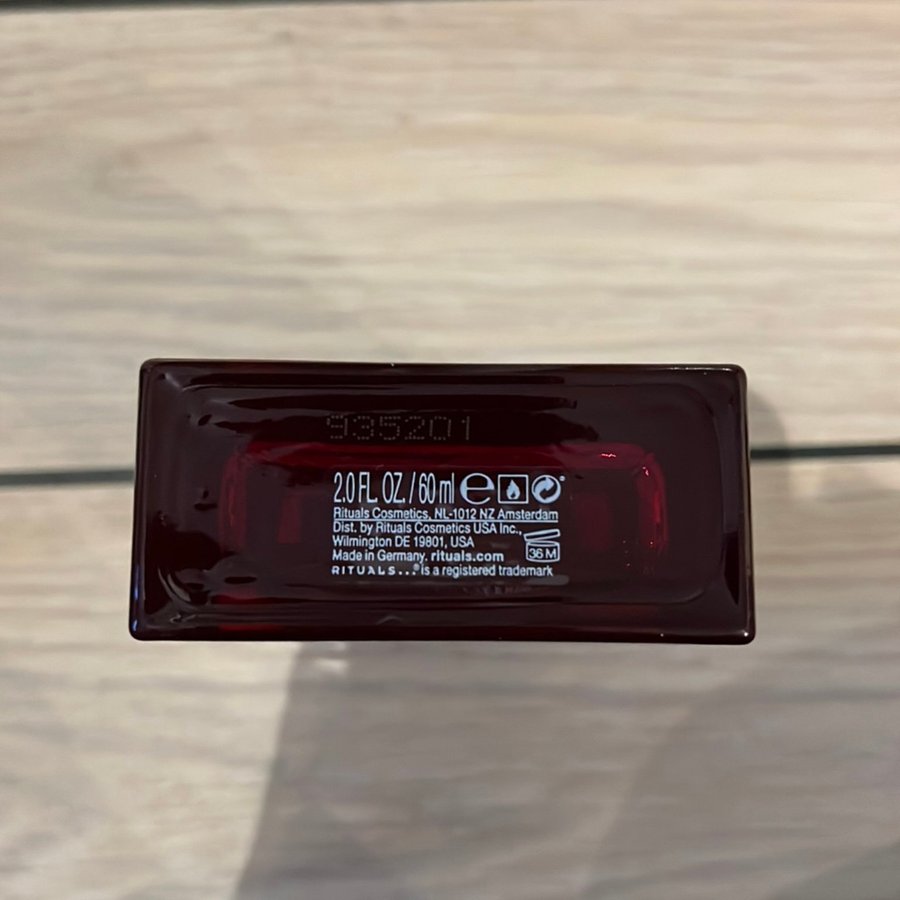 935201
2.0 FL. OZ. / 60 ml ℮
Rituals Cosmetics, NL-1012 NZ Amsterdam
Dist. by Rituals Cosmetics USA Inc.,
Wilmington DE 19801, USA
36 M
Made in Germany. rituals.com
RITUALS...® is a registered trademark